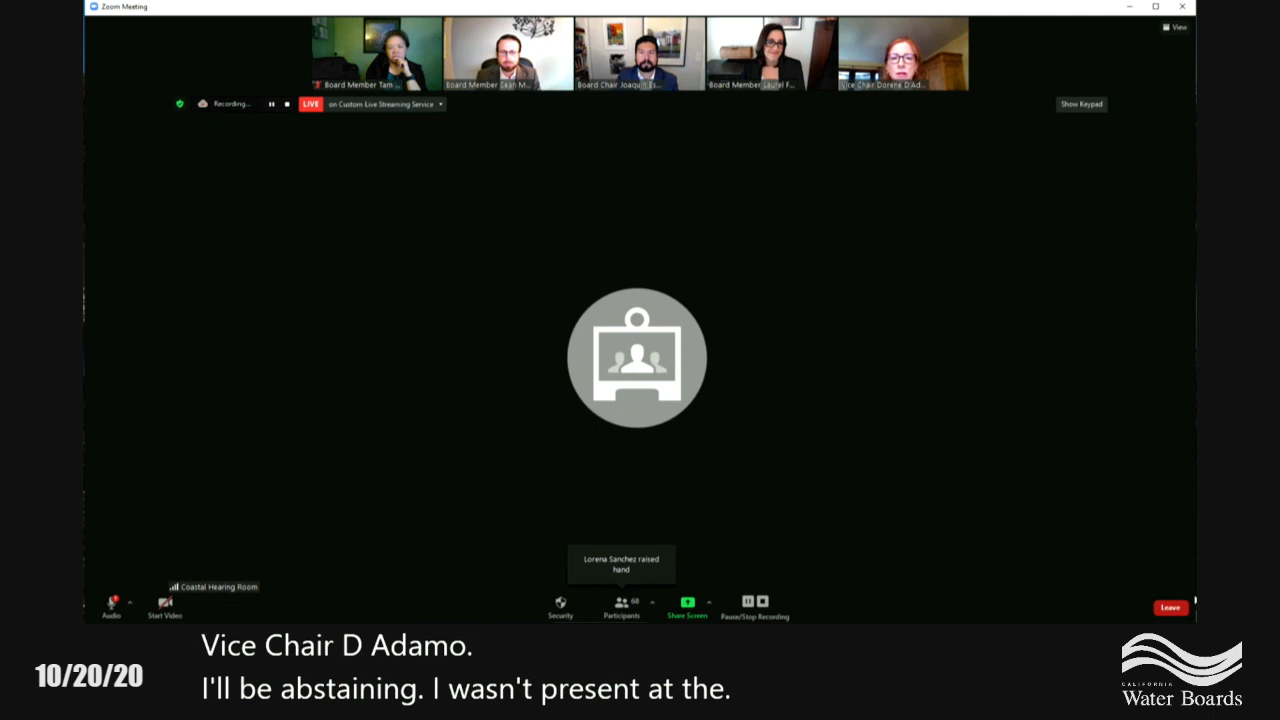 Zoom Meeting
View
Board Member Tam ...
Board Member Sean M...
Board Chair Joaquin Es...
Board Member Laurel F...
Vice Chair Dorene D'Ad...
Recording...
LIVE on Custom Live Streaming Service
Show Keypad
Lorena Sanchez raised
hand
Coastal Hearing Room
68
Audio
Start Video
Security
Participants
Share Screen
Pause/Stop Recording
Leave
Vice Chair D Adamo.
I'll be abstaining. I wasn't present at the.
10/20/20
CALIFORNIA
Water Boards